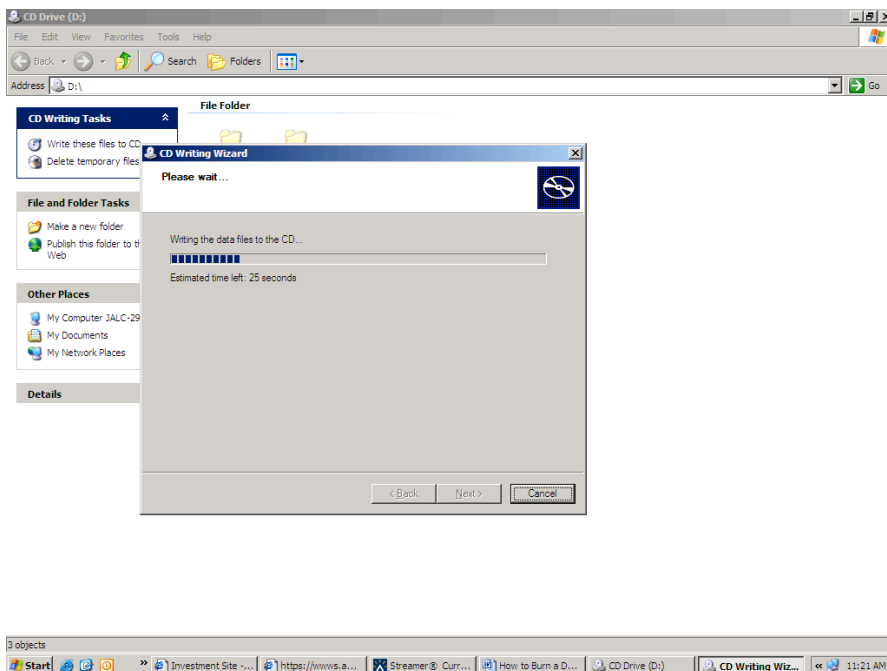 CD Drive (D:)
File Edit View Favorites Tools Help
Back Search Folders
Address D:\ Go
CD Writing Tasks
Write these files to CD
Delete temporary files
File and Folder Tasks
Make a new folder
Publish this folder to
Web
Other Places
My Computer JALC-29
My Documents
My Network Places
Details
File Folder
CD Writing Wizard
Please wait...
Writing the data files to the CD...
Estimated time left: 25 seconds
< Back Next > Cancel
3 objects
Start » Investment Site -... https://wwws.a... Streamer® Curr... How to Burn a D... CD Drive (D:) CD Writing Wiz... « 11:21 AM